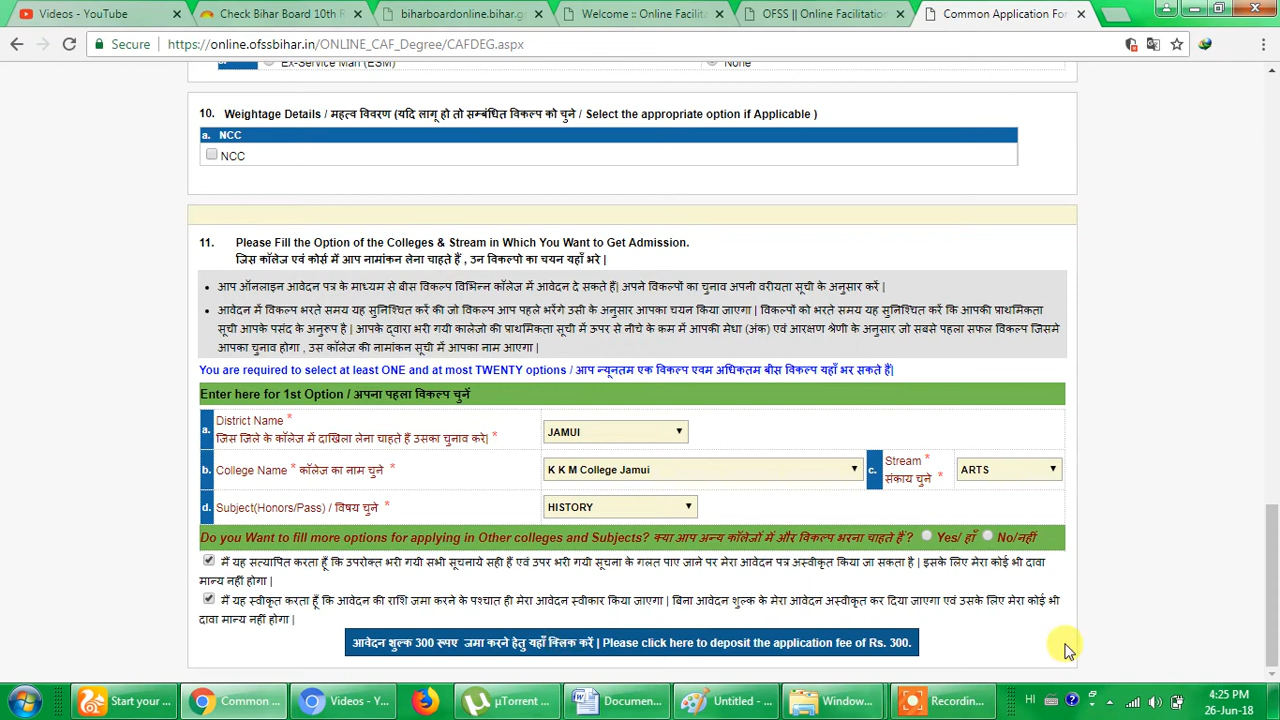 Videos - YouTube
Check Bihar Board 10th R
biharboardonline.bihar.g
Welcome :: Online Facilit
OFSS || Online Facilitation
Common Application For
Secure
https://online.ofssbihar.in/ONLINE_CAF_Degree/CAFDEG.aspx
Ex-Service Man (ESM)
None
10. Weightage Details / महत्व विवरण (यदि लागू हो तो सम्बंधित विकल्प को चुने / Select the appropriate option if Applicable )
a. NCC
NCC
11. Please Fill the Option of the Colleges & Stream in Which You Want to Get Admission.
जिस कॉलेज एवं कोर्स में आप नामांकन लेना चाहते हैं , उन विकल्पो का चयन यहाँ भरे |
आप ऑनलाइन आवेदन पत्र के माध्यम से बीस विकल्प विभिन्न कॉलेज में आवेदन दे सकते हैं| अपने विकल्पों का चुनाव अपनी वरीयता सूची के अनुसार करें |
आवेदन में विकल्प भरते समय यह सुनिश्चित करें की जो विकल्प आप पहले भरेंगे उसी के अनुसार आपका चयन किया जाएगा | विकल्पों को भरते समय यह सुनिश्चित करें कि आपकी प्राथमिकता
सूची आपके पसंद के अनुरूप है | आपके द्वारा भरी गयी कालेजो की प्राथमिकता सूची में ऊपर से नीचे के क्रम में आपकी मेधा (अंक) एवं आरक्षण श्रेणी के अनुसार जो सबसे पहला सफल विकल्प जिसमे
आपका चुनाव होगा , उस कॉलेज की नामांकन सूची में आपका नाम आएगा |
You are required to select at least ONE and at most TWENTY options / आप न्यूनतम एक विकल्प एवम अधिकतम बीस विकल्प यहाँ भर सकते हैं|
Enter here for 1st Option / अपना पहला विकल्प चुनें
a. District Name *
जिस जिले के कॉलेज में दाखिला लेना चाहते हैं उसका चुनाव करे| *
JAMUI
b. College Name * कॉलेज का नाम चुने *
K K M College Jamui
c. Stream *
संकाय चुने *
ARTS
d. Subject(Honors/Pass) / विषय चुने *
HISTORY
Do you Want to fill more options for applying in Other colleges and Subjects? क्या आप अन्य कॉलेजों में और विकल्प भरना चाहते हैं? Yes/ हाँ No/नहीं
मैं यह सत्यापित करता हूँ कि उपरोक्त भरी गयी सभी सूचनाये सही हैं एवं उपर भरी गयी सूचना के गलत पाए जाने पर मेरा आवेदन पत्र अस्वीकृत किया जा सकता है | इसके लिए मेरा कोई भी दावा
मान्य नहीं होगा |
मैं यह स्वीकृत करता हूँ कि आवेदन की राशि जमा करने के पश्चात ही मेरा आवेदन स्वीकार किया जाएगा | बिना आवेदन शुल्क के मेरा आवेदन अस्वीकृत कर दिया जाएगा एवं उसके लिए मेरा कोई भी
दावा मान्य नहीं होगा |
आवेदन शुल्क 300 रूपए जमा करने हेतु यहाँ क्लिक करें | Please click here to deposit the application fee of Rs. 300.
Start your ...
Common ...
Videos - Y...
µTorrent ...
Documen...
Untitled - ...
Window...
Recordin...
HI
4:25 PM
26-Jun-18